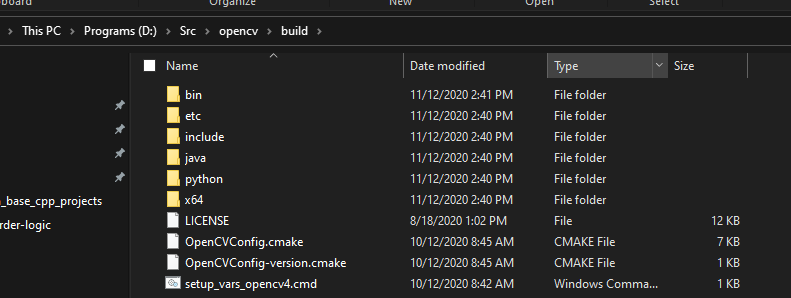 Organize New Open Select
This PC > Programs (D:) > Src > opencv > build >
Name Date modified Type Size
bin 11/12/2020 2:41 PM File folder
etc 11/12/2020 2:40 PM File folder
include 11/12/2020 2:40 PM File folder
java 11/12/2020 2:40 PM File folder
python 11/12/2020 2:40 PM File folder
x64 11/12/2020 2:40 PM File folder
_base_cpp_projects
LICENSE 8/18/2020 1:02 PM File 12 KB
rder-logic
OpenCVConfig.cmake 10/12/2020 8:45 AM CMAKE File 7 KB
OpenCVConfig-version.cmake 10/12/2020 8:45 AM CMAKE File 1 KB
setup_vars_opencv4.cmd 10/12/2020 8:42 AM Windows Comma... 1 KB